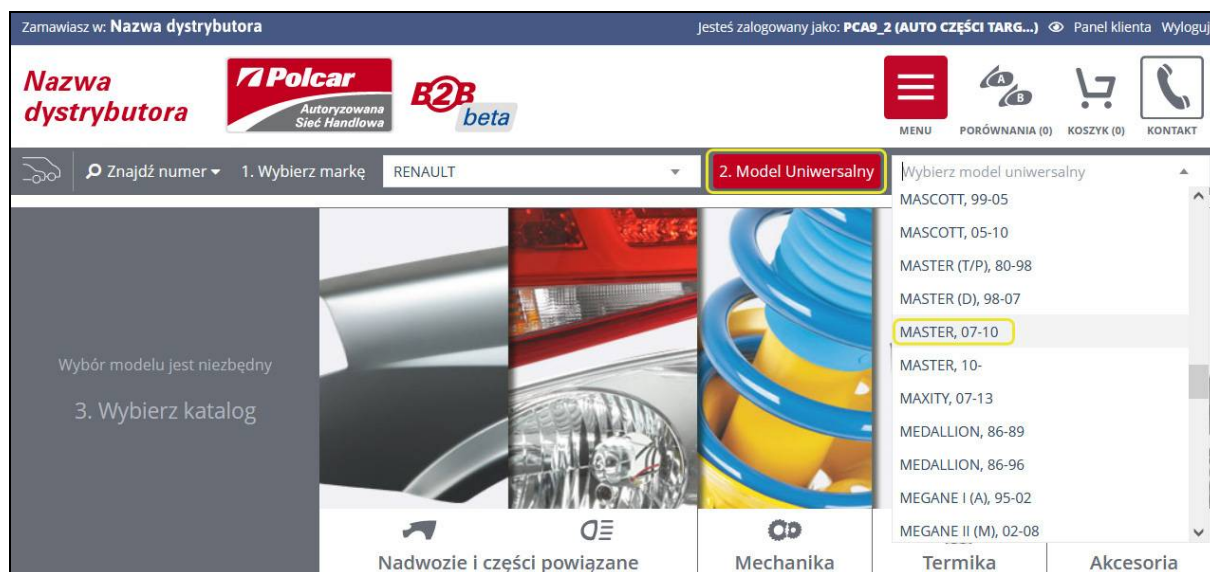 Zamawiasz w: Nazwa dystrybutora
Jesteś zalogowany jako: PCA9_2 (AUTO CZĘŚCI TARG...) Panel klienta Wyloguj
Nazwa
dystrybutora
Polcar
Autoryzowana
Sieć Handlowa
B2B
beta
MENU
A
B
PORÓWNANIA (0)
KOSZYK (0)
KONTAKT
Znajdź numer
1. Wybierz markę
RENAULT
2. Model Uniwersalny
Wybierz model uniwersalny
MASCOTT, 99-05
MASCOTT, 05-10
MASTER (T/P), 80-98
MASTER (D), 98-07
MASTER, 07-10
MASTER, 10-
MAXITY, 07-13
MEDALLION, 86-89
MEDALLION, 86-96
MEGANE I (A), 95-02
MEGANE II (M), 02-08
Wybór modelu jest niezbędny
3. Wybierz katalog
Nadwozie i części powiązane
Mechanika
Termika
Akcesoria